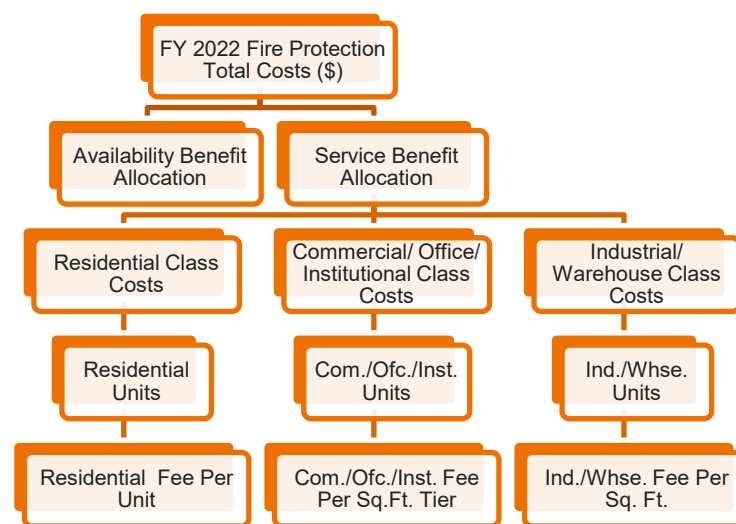 FY 2022 Fire Protection
Total Costs ($)
Availability Benefit
Allocation
Service Benefit
Allocation
Residential Class
Costs
Commercial/ Office/
Institutional Class
Costs
Industrial/
Warehouse Class
Costs
Residential
Units
Com./Ofc./Inst.
Units
Ind./Whse.
Units
Residential  Fee Per
Unit
Com./Ofc./Inst. Fee
Per Sq.Ft. Tier
Ind./Whse. Fee Per
Sq. Ft.